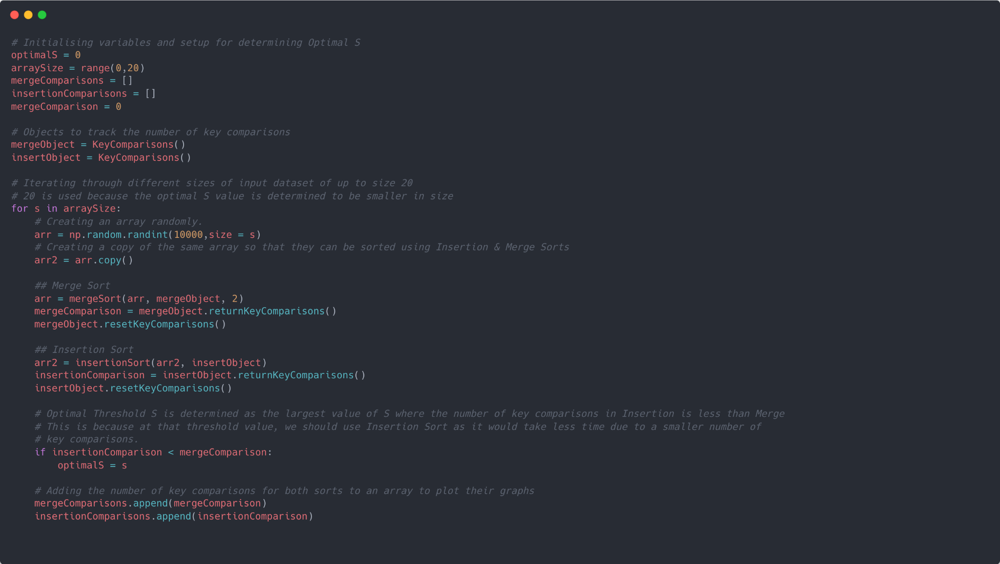 # Initialising variables and setup for determining Optimal S
optimalS = 0
arraySize = range(0,20)
mergeComparisons = []
insertionComparisons = []
mergeComparison = 0

# Objects to track the number of key comparisons
mergeObject = KeyComparisons()
insertObject = KeyComparisons()

# Iterating through different sizes of input dataset of up to size 20
# 20 is used because the optimal S value is determined to be smaller in size
for s in arraySize:
    # Creating an array randomly.
    arr = np.random.randint(10000,size = s)
    # Creating a copy of the same array so that they can be sorted using Insertion & Merge Sorts
    arr2 = arr.copy()

    ## Merge Sort
    arr = mergeSort(arr, mergeObject, 2)
    mergeComparison = mergeObject.returnKeyComparisons()
    mergeObject.resetKeyComparisons()

    ## Insertion Sort
    arr2 = insertionSort(arr2, insertObject)
    insertionComparison = insertObject.returnKeyComparisons()
    insertObject.resetKeyComparisons()

    # Optimal Threshold S is determined as the largest value of S where the number of key comparisons in Insertion is less than Merge
    # This is because at that threshold value, we should use Insertion Sort as it would take less time due to a smaller number of
    # key comparisons.
    if insertionComparison < mergeComparison:
        optimalS = s

    # Adding the number of key comparisons for both sorts to an array to plot their graphs
    mergeComparisons.append(mergeComparison)
    insertionComparisons.append(insertionComparison)